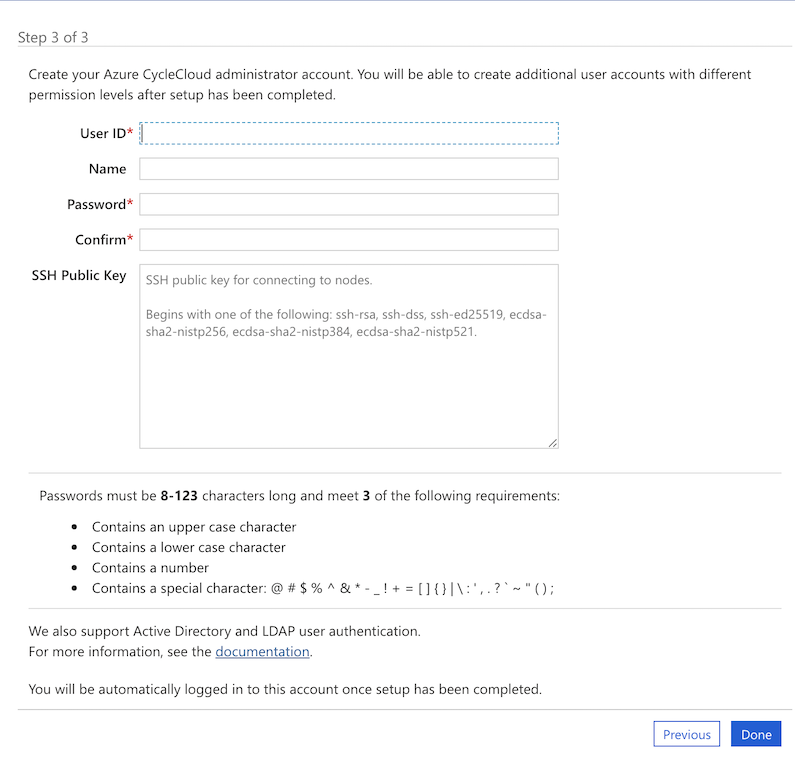 Step 3 of 3
Create your Azure CycleCloud administrator account. You will be able to create additional user accounts with different
permission levels after setup has been completed.
User ID*
Name
Password*
Confirm*
SSH Public Key
SSH public key for connecting to nodes.
Begins with one of the following: ssh-rsa, ssh-dss, ssh-ed25519, ecdsa-
sha2-nistp256, ecdsa-sha2-nistp384, ecdsa-sha2-nistp521.
Passwords must be 8-123 characters long and meet 3 of the following requirements:
• Contains an upper case character
• Contains a lower case character
• Contains a number
• Contains a special character: @ # $ % ^ & * - _ ! + = [ ] { } | \ : ' , . ? ` ~ " ( ) ;
We also support Active Directory and LDAP user authentication.
For more information, see the documentation.
You will be automatically logged in to this account once setup has been completed.
Previous Done